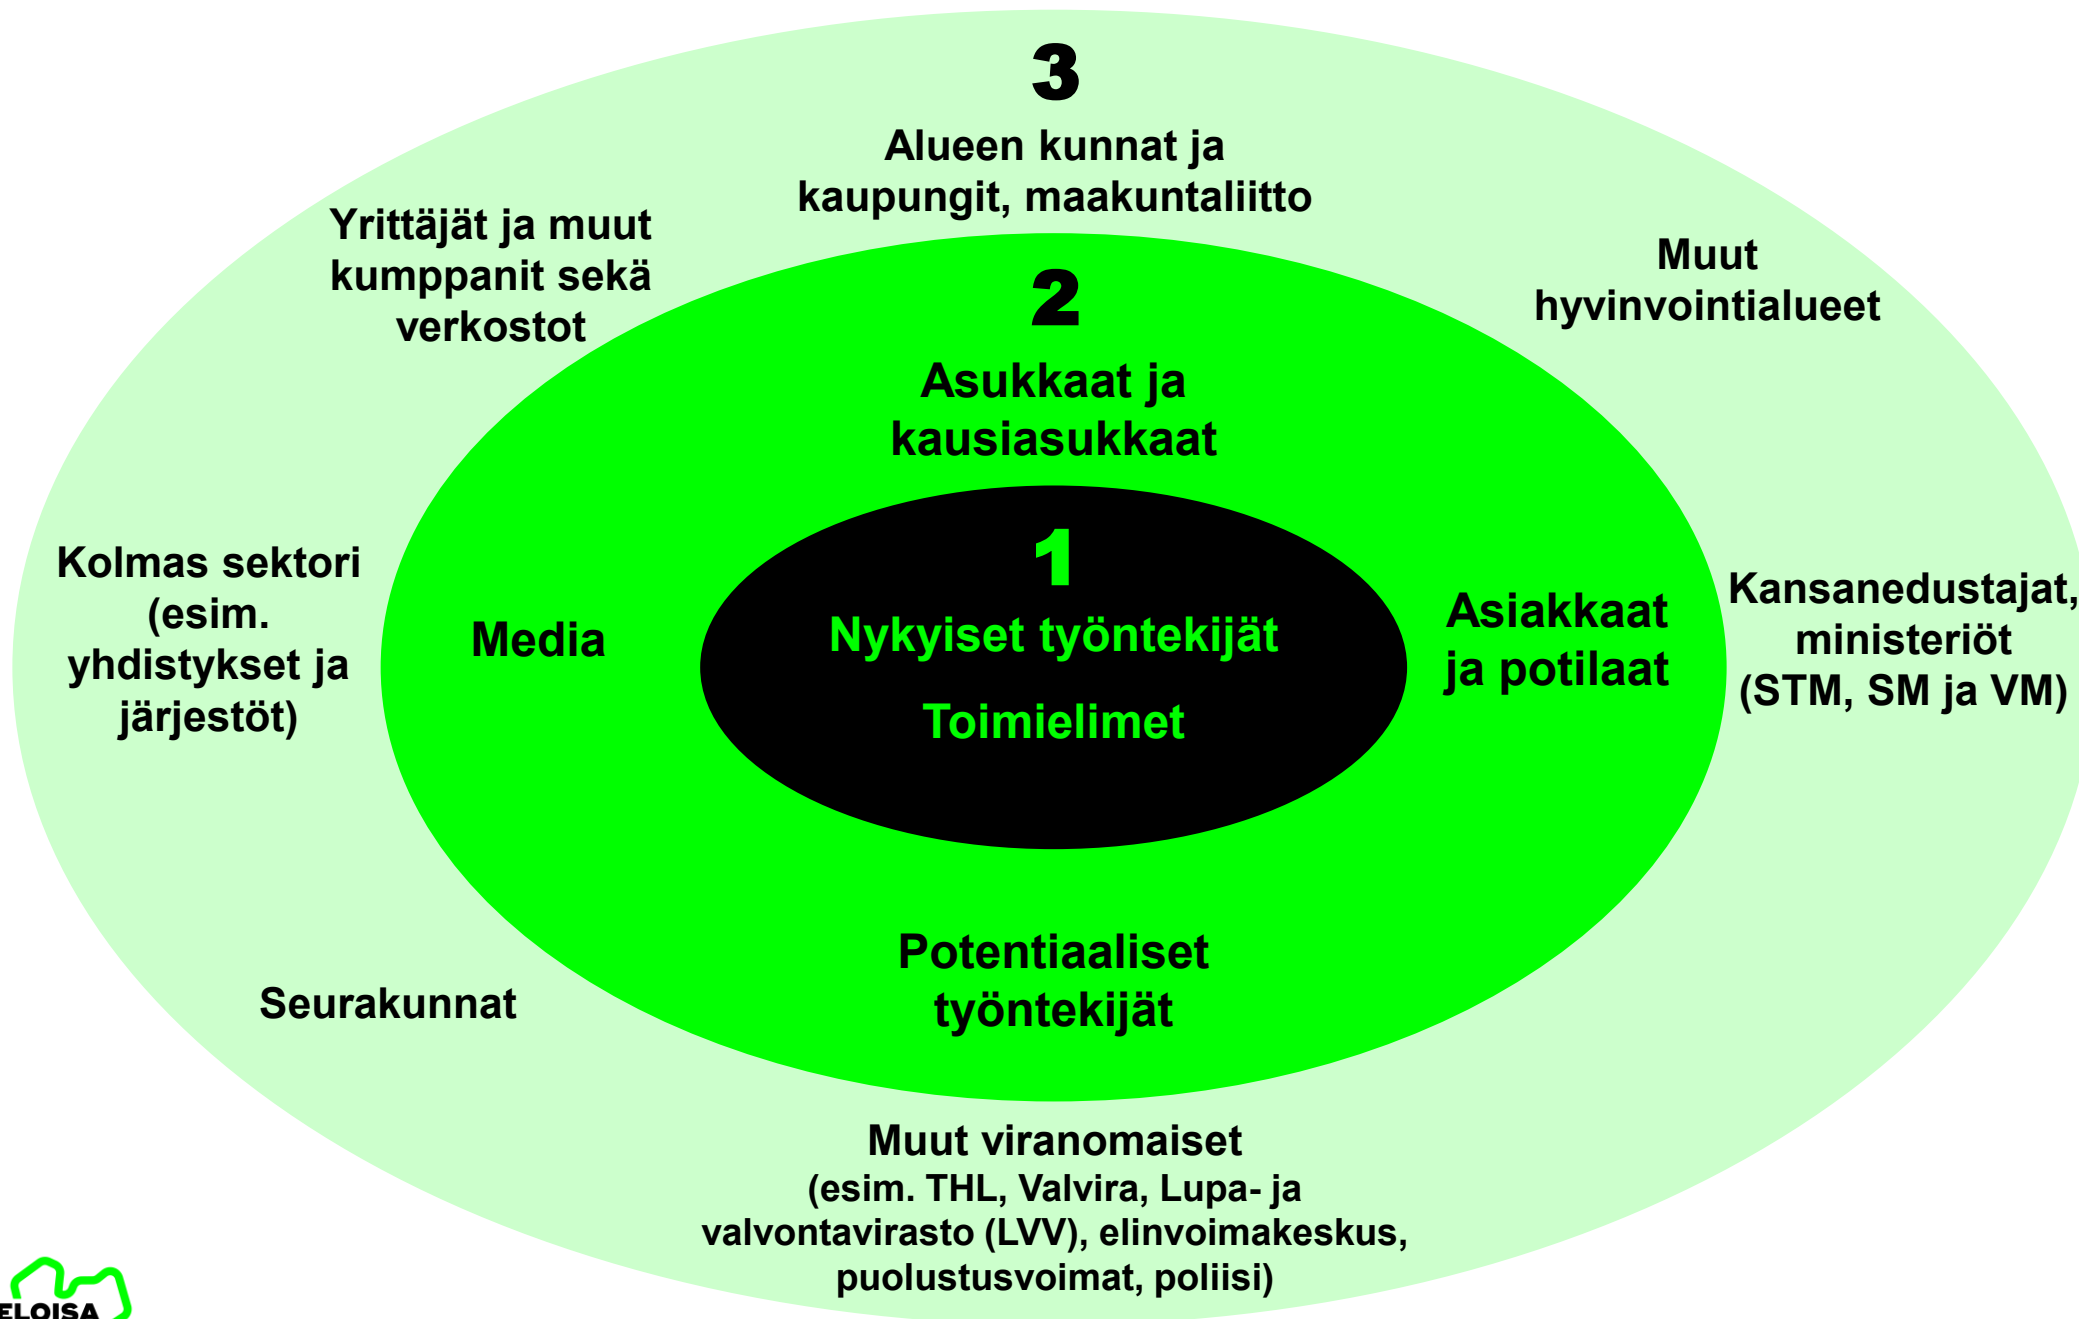 3
Alueen kunnat ja
kaupungit, maakuntaliitto
Yrittäjät ja muut
kumppanit sekä
verkostot
Muut
hyvinvointialueet
2
Asukkaat ja
kausiasukkaat
Kolmas sektori
(esim.
yhdistykset ja
järjestöt)
Media
1
Nykyiset työntekijät
Toimielimet
Asiakkaat
ja potilaat
Kansanedustajat,
ministeriöt
(STM, SM ja VM)
Potentiaaliset
työntekijät
Seurakunnat
Muut viranomaiset
(esim. THL, Valvira, Lupa- ja
valvontavirasto (LVV), elinvoimakeskus,
puolustusvoimat, poliisi)
ELOISA